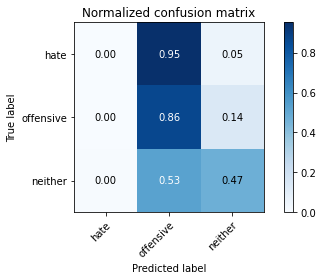 Normalized confusion matrix
hate 0.00 0.95 0.05
offensive 0.00 0.86 0.14
neither 0.00 0.53 0.47
hate offensive neither
True label
Predicted label
0.8
0.6
0.4
0.2
0.0